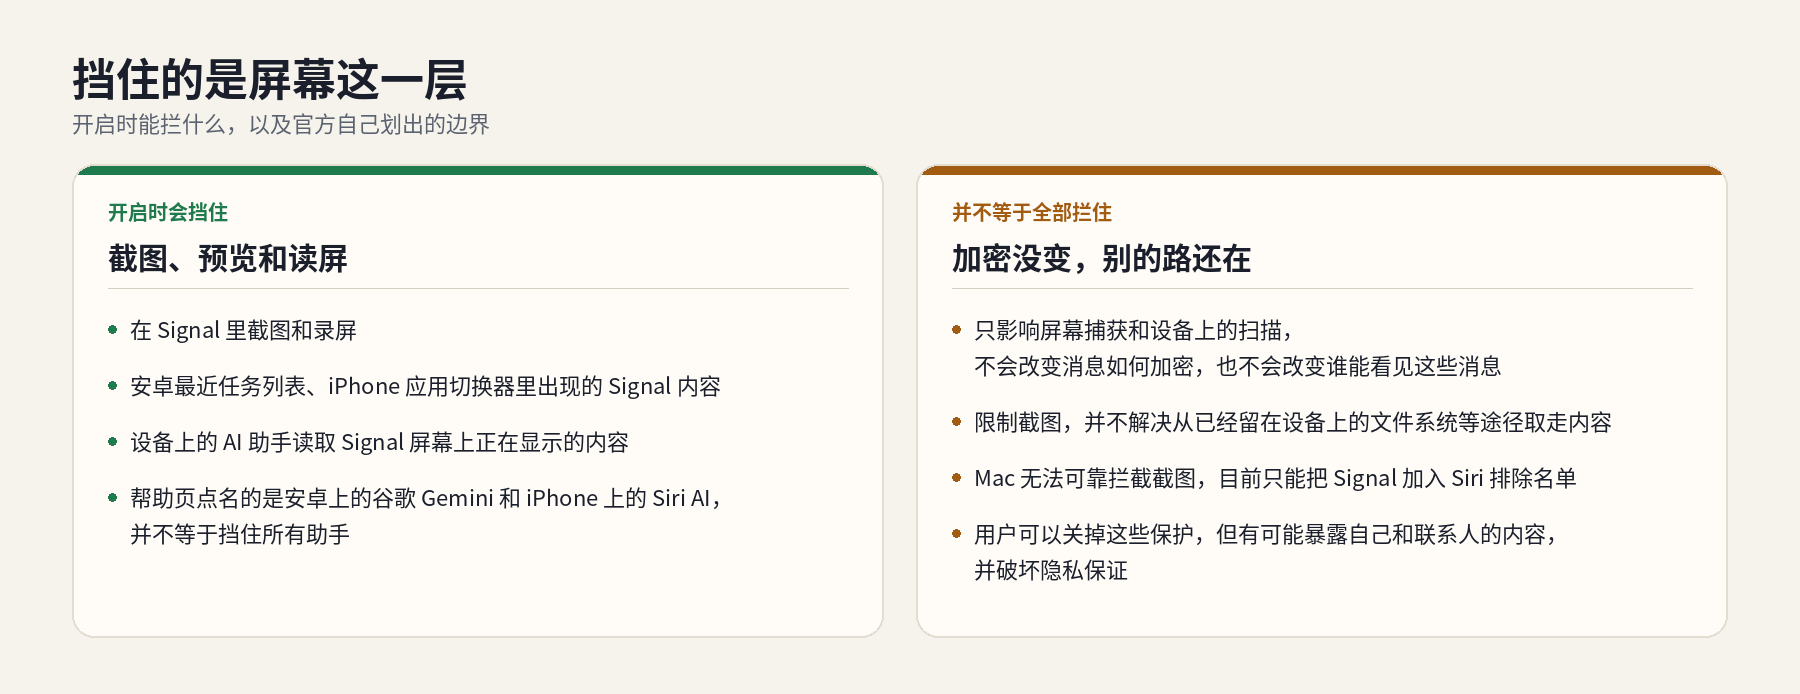 挡住的是屏幕这一层
开启时能拦什么，以及官方自己划出的边界
开启时会挡住
截图、预览和读屏
在 Signal 里截图和录屏
安卓最近任务列表、iPhone 应用切换器里出现的 Signal 内容
设备上的 AI 助手读取 Signal 屏幕上正在显示的内容
帮助页点名的是安卓上的谷歌 Gemini 和 iPhone 上的 Siri AI，
并不等于挡住所有助手
并不等于全部拦住
加密没变，别的路还在
只影响屏幕捕获和设备上的扫描，
不会改变消息如何加密，也不会改变谁能看见这些消息
限制截图，并不解决从已经留在设备上的文件系统等途径取走内容
Mac 无法可靠拦截截图，目前只能把 Signal 加入 Siri 排除名单
用户可以关掉这些保护，但有可能暴露自己和联系人的内容，
并破坏隐私保证